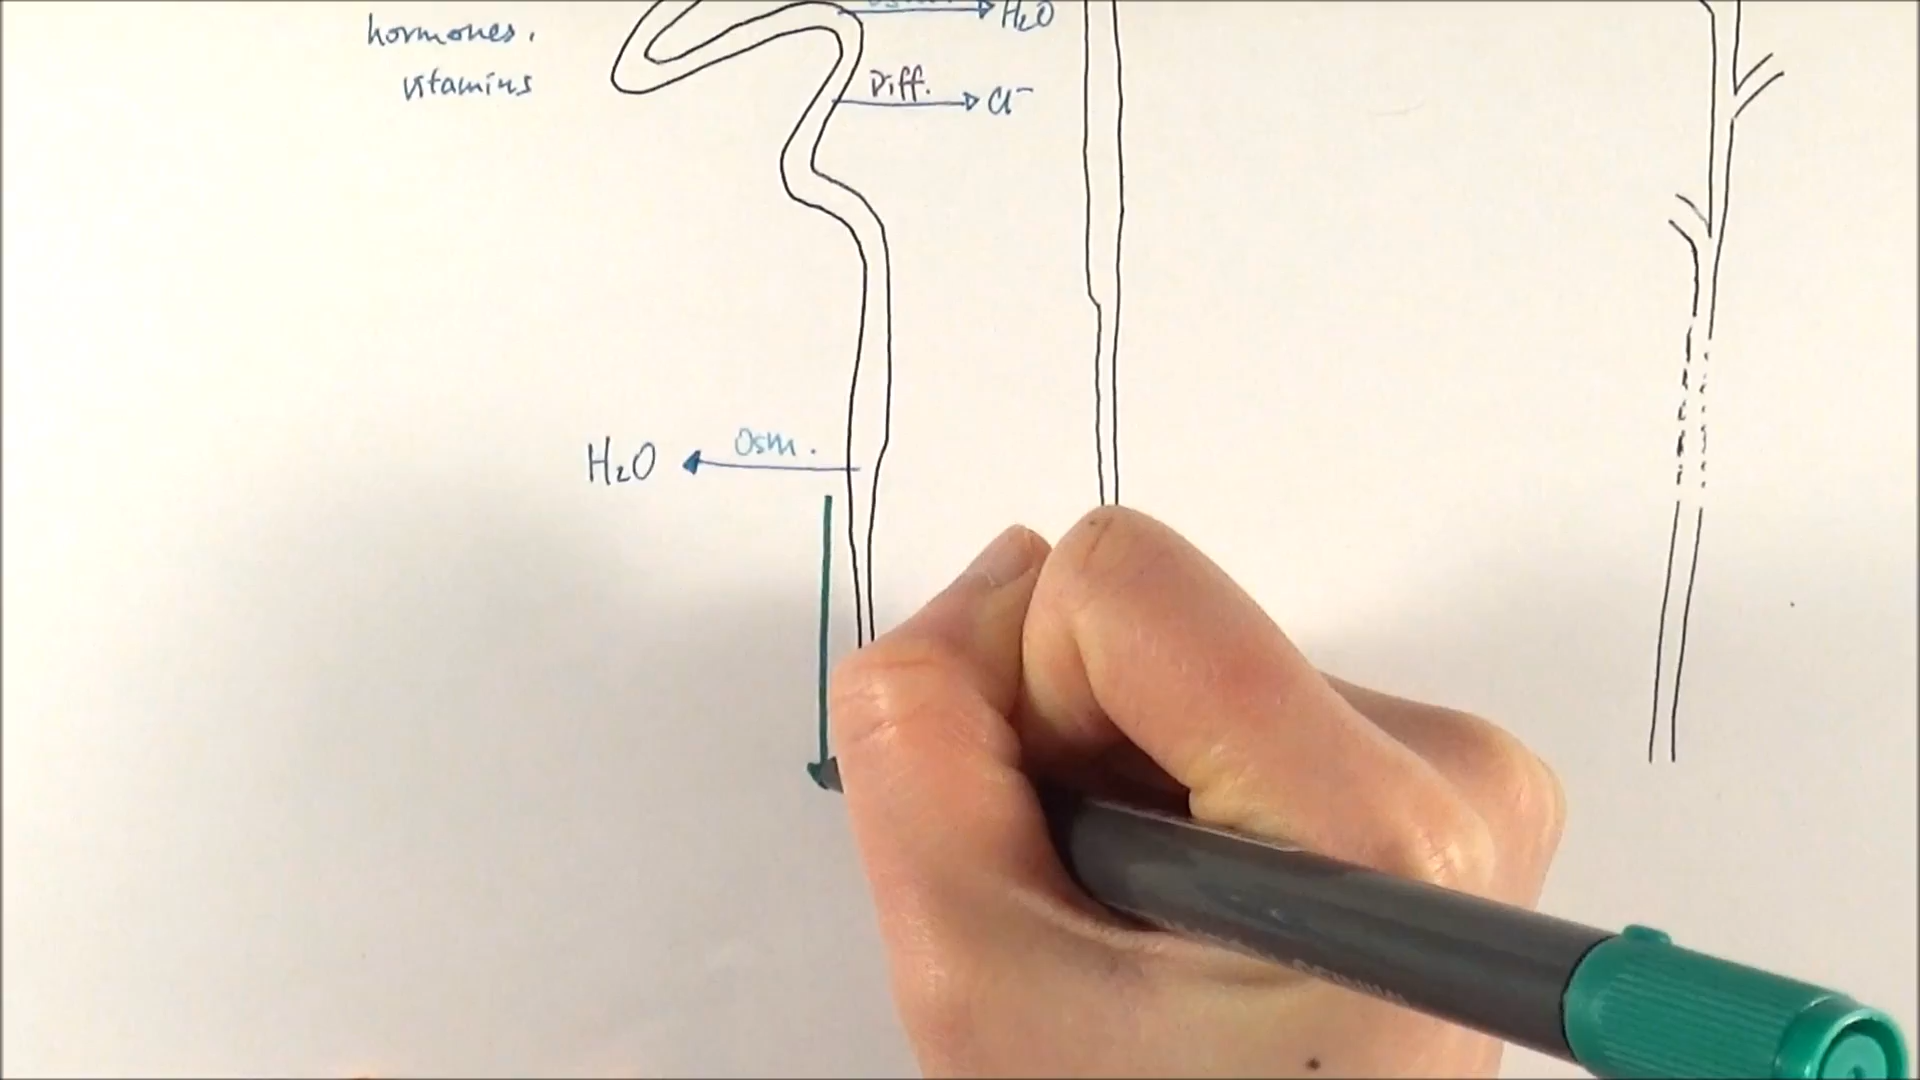 hormones,
vitamins
H₂O
Diff.
Cl⁻
H₂O
Osm.